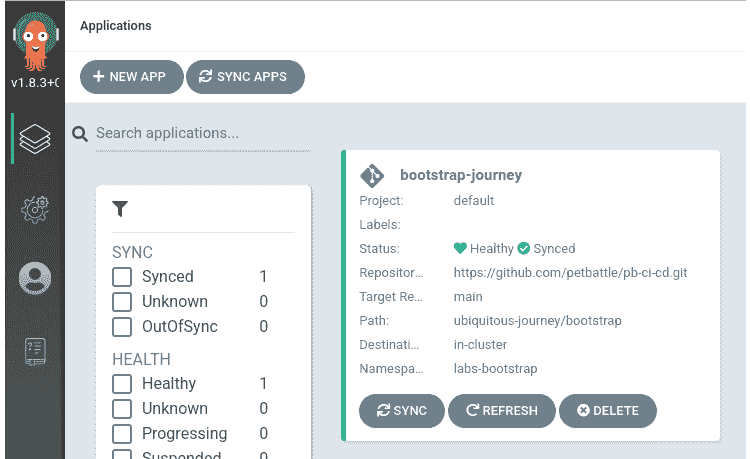 Applications
v1.8.3+0
NEW APP
SYNC APPS
Search applications...
SYNC
Synced 1
Unknown 0
OutOfSync 0
HEALTH
Healthy 1
Unknown 0
Progressing 0
Suspended 0
bootstrap-journey
Project: default
Labels:
Status: Healthy Synced
Repositor... https://github.com/petbattle/pb-ci-cd.git
Target Re... main
Path: ubiquitous-journey/bootstrap
Destinati... in-cluster
Namespa... labs-bootstrap
SYNC REFRESH DELETE